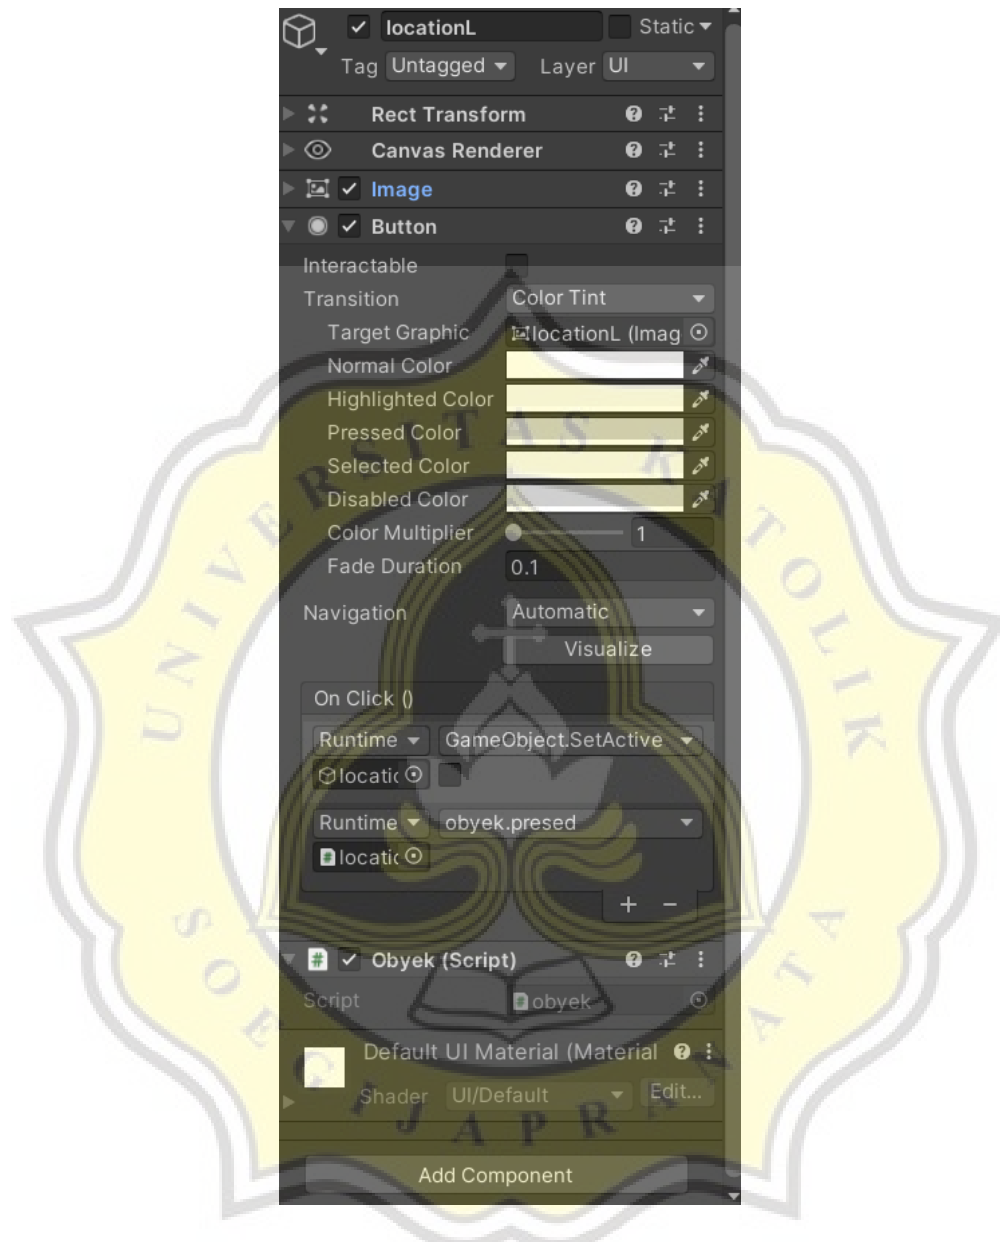 locationL Static
Tag Untagged Layer UI
Rect Transform
Canvas Renderer
Image
Button
Interactable
Transition Color Tint
Target Graphic locationL (Imag
Normal Color
Highlighted Color
Pressed Color
Selected Color
Disabled Color
Color Multiplier 1
Fade Duration 0.1
Navigation Automatic
Visualize
On Click ()
Runtime GameObject.SetActive
locatic
Runtime obyek.presed
locatic
+ −
# Obyek (Script)
Script # obyek
Default UI Material (Material
Shader UI/Default Edit...
Add Component
UNIVERSITAS KATOLIK
SOEGIJAPRANATA